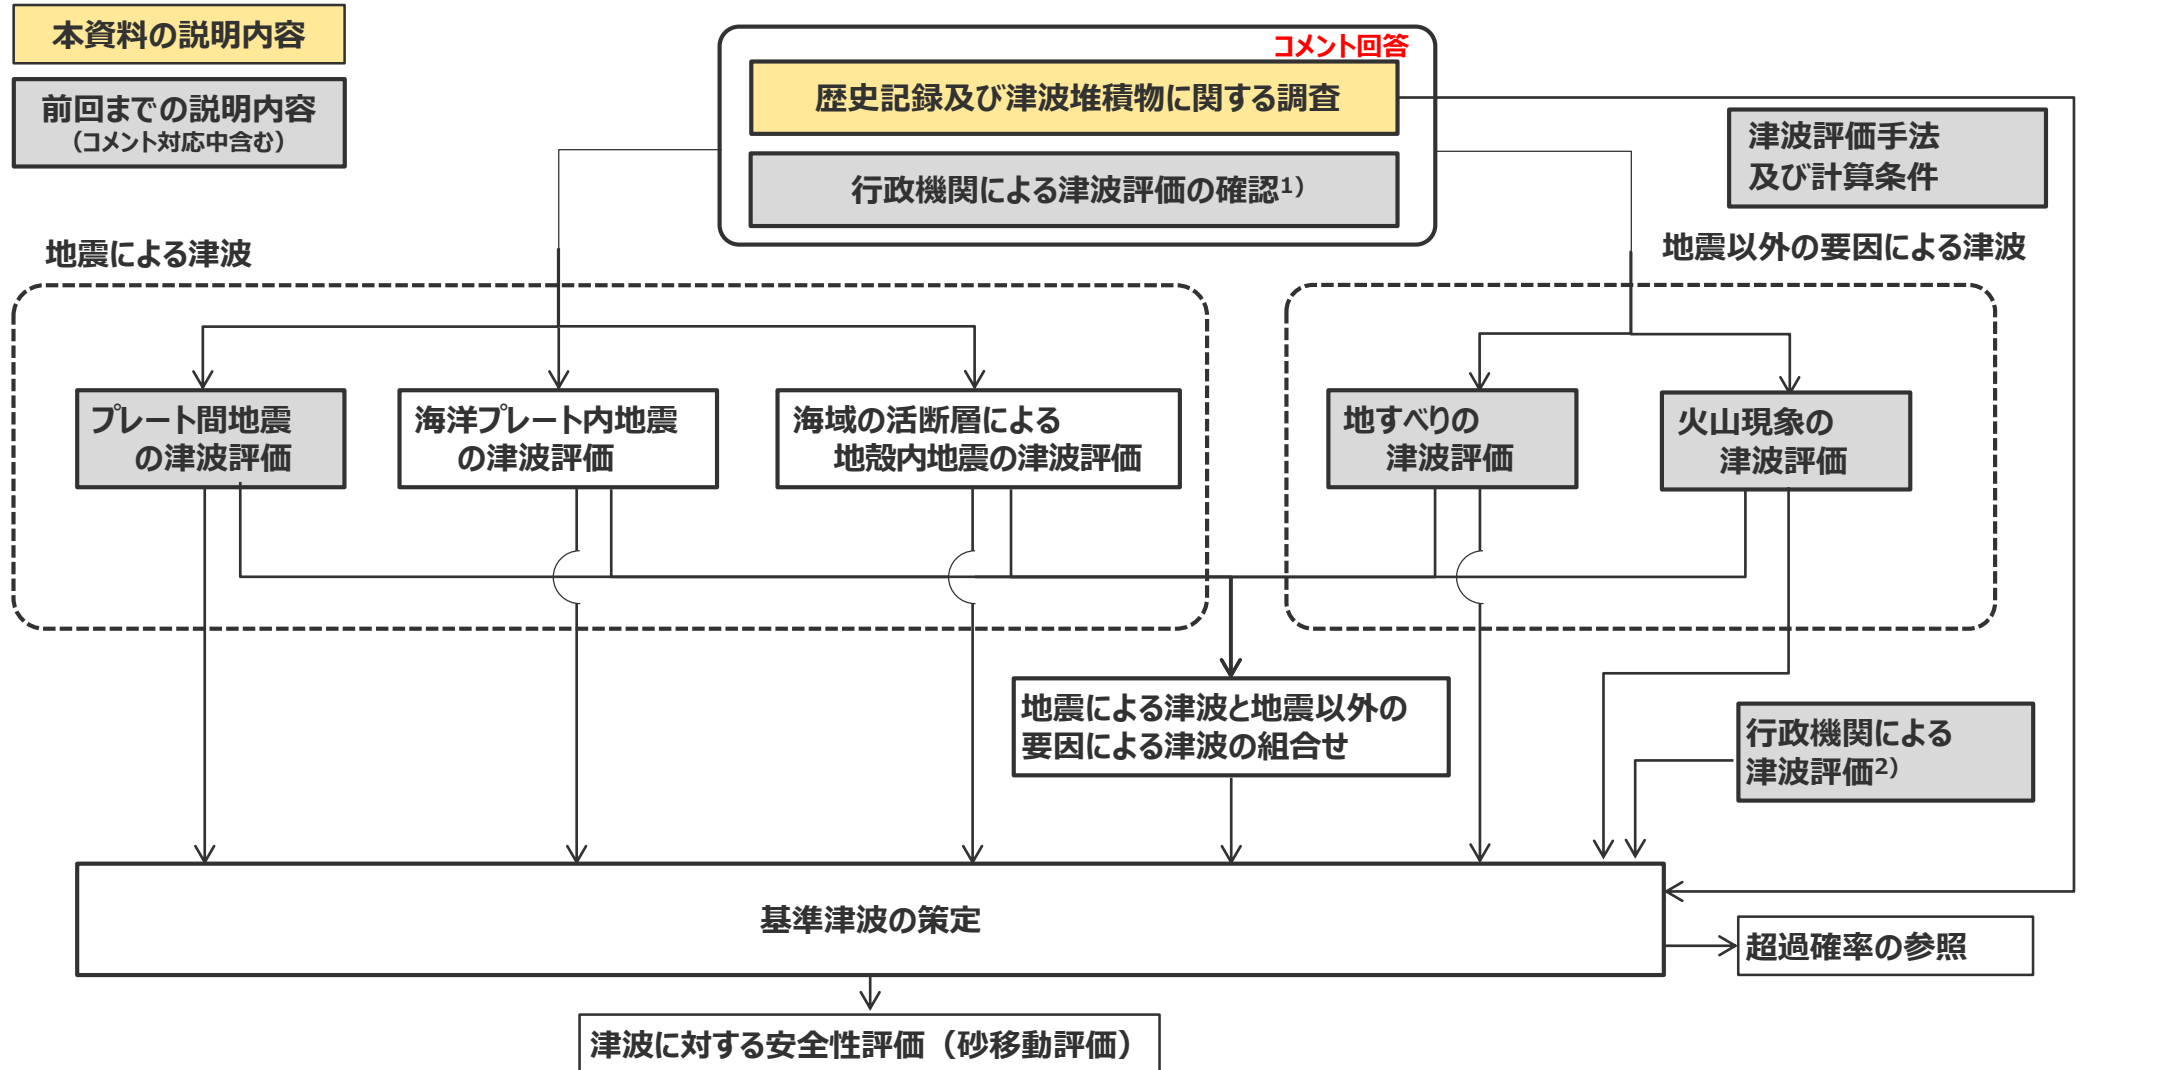 本資料の説明内容
前回までの説明内容
（コメント対応中含む）
コメント回答
歴史記録及び津波堆積物に関する調査
行政機関による津波評価の確認1）
津波評価手法
及び計算条件
地震による津波
地震以外の要因による津波
プレート間地震
の津波評価
海洋プレート内地震
の津波評価
海域の活断層による
地殻内地震の津波評価
地すべりの
津波評価
火山現象の
津波評価
地震による津波と地震以外の
要因による津波の組合せ
行政機関による
津波評価2）
基準津波の策定
超過確率の参照
津波に対する安全性評価（砂移動評価）